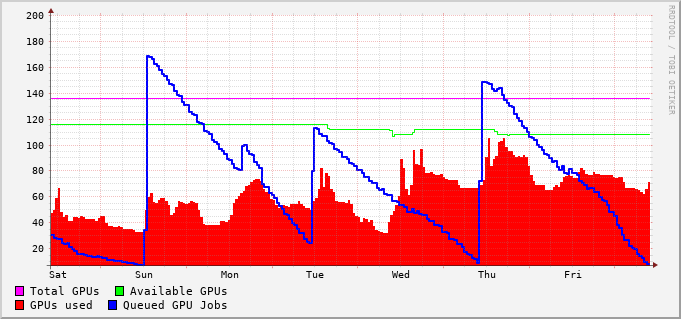 200
180
160
140
120
100
80
60
40
20
Sat Sun Mon Tue Wed Thu Fri
Total GPUs Available GPUs
GPUs used Queued GPU Jobs
RRDTOOL / TOBI OETIKER